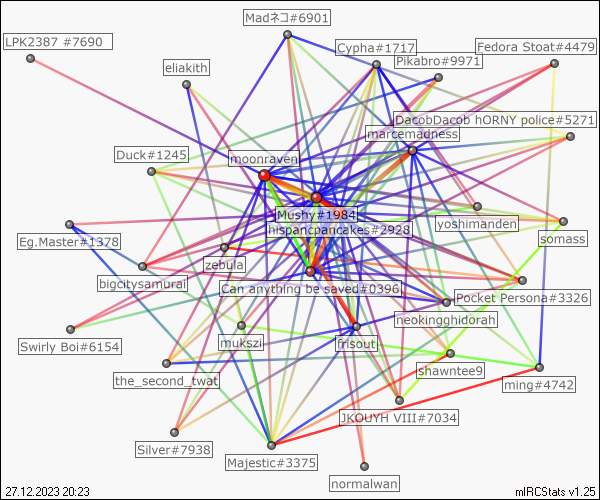 Madネコ#6901
LPK2387 #7690
Cypha#1717
Fedora Stoat#4479
Pikabro#9971
eliakith
DacobDacob hORNY police#5271
marcemadness
Duck#1245
moonraven
Mushy#1984
yoshimanden
hispancpancakes#2928
somass
Eg.Master#1378
zebula
bigcitysamurai
Can anything be saved#0396
Pocket Persona#3326
neokingghidorah
Swirly Boi#6154
mukszi
frisouti
shawntee9
the_second_twat
ming#4742
JKOUYH VIII#7034
Silver#7938
Majestic#3375
normalwan
27.12.2023 20:23
mIRCStats v1.25